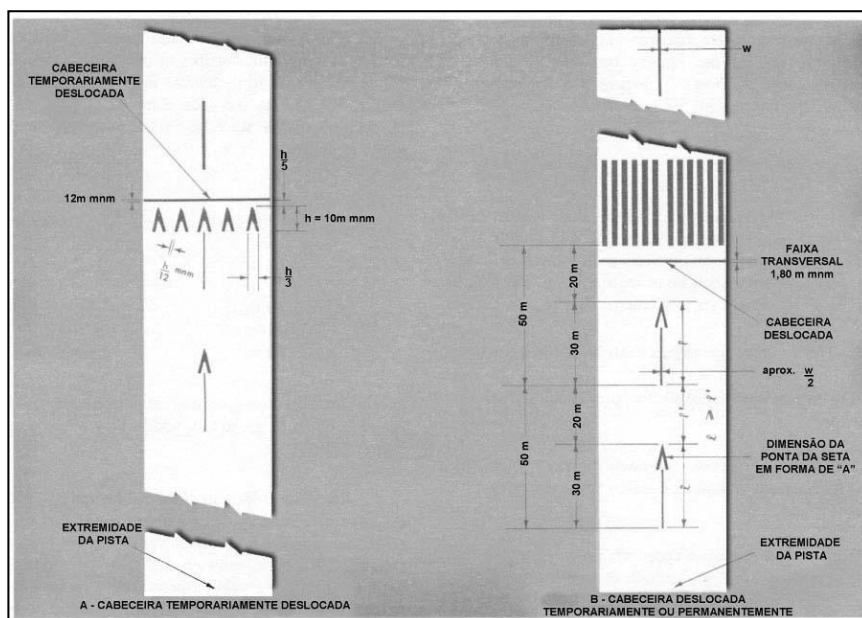 CABECEIRA
TEMPORARIAMENTE
DESLOCADA
h
5
12m mnm
h = 10m mnm
h
12
mnm
h
3
EXTREMIDADE
DA PISTA
A - CABECEIRA TEMPORARIAMENTE DESLOCADA
w
FAIXA
TRANSVERSAL
1,80 m mnm
20 m
50 m
CABECEIRA
DESLOCADA
30 m
ℓ
aprox. w
2
20 m
ℓ'
ℓ > ℓ'
50 m
DIMENSÃO DA
PONTA DA SETA
EM FORMA DE “A”
30 m
ℓ
EXTREMIDADE
DA PISTA
B - CABECEIRA DESLOCADA
TEMPORARIAMENTE OU PERMANENTEMENTE